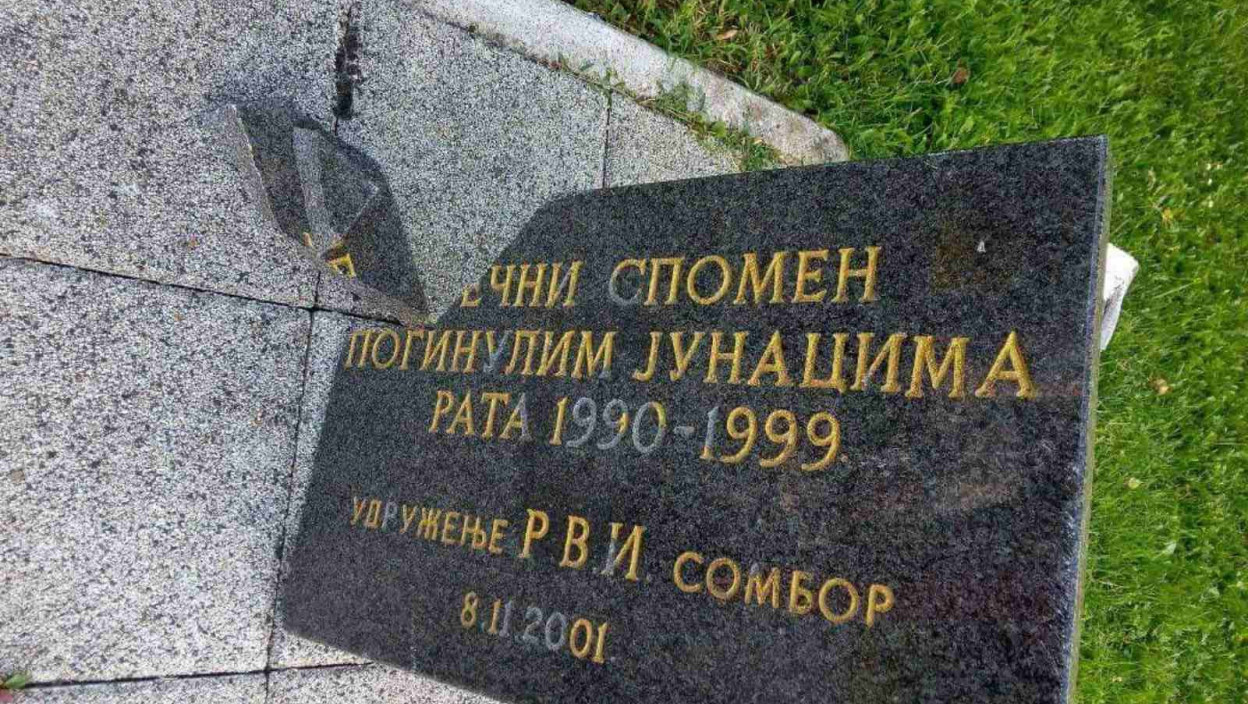 ЕЧНИ СПОМЕН
ПОГИНУЛИМ ЈУНАЦИМА
РАТА 1990-1999.
УДРУЖЕЊЕ Р.В.И. СОМБОР
8.11.2001.